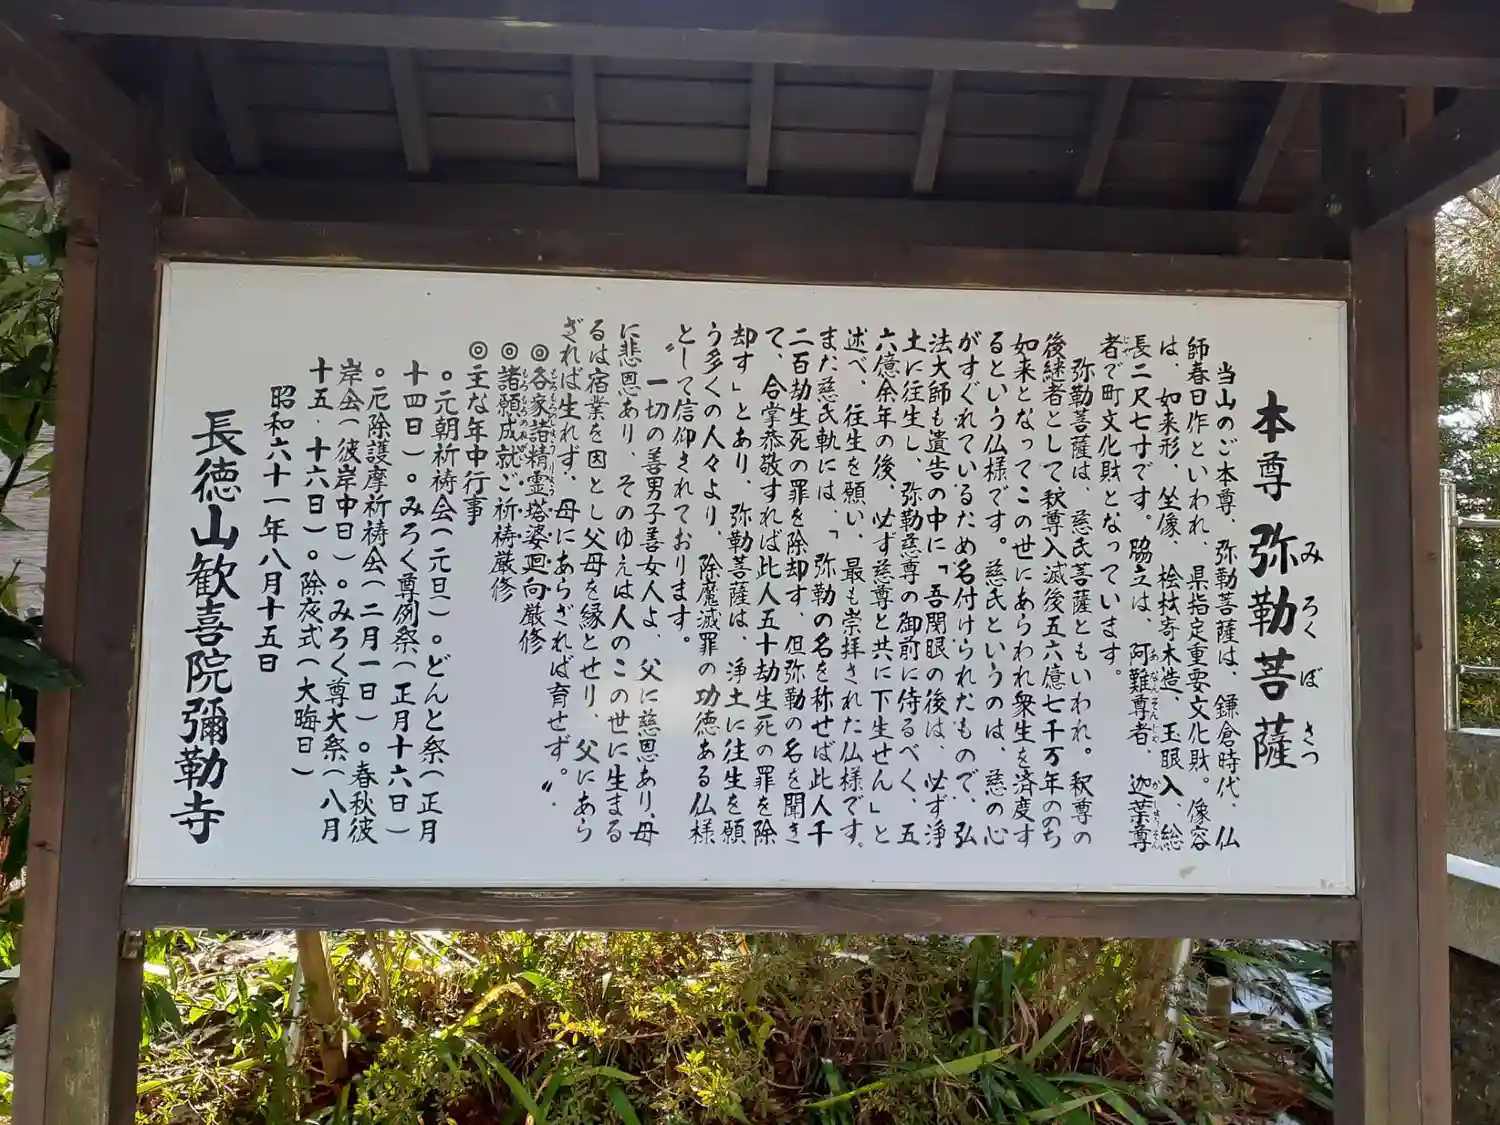 本尊 弥勒菩薩
みろくぼさつ
当山のご本尊、弥勒菩薩は、鎌倉時代、仏
師春日作といわれ、県指定重要文化財。像容
は、如来形、坐像、桧材寄木造、玉眼入、総
長二尺七寸です。脇立は、阿難尊者、迦葉尊
あなんそんじゃ かしょうそん
者で町文化財となっています。
じゃ
弥勒菩薩は、慈氏菩薩ともいわれ。釈尊の
後継者として釈尊入滅後五六億七千万年ののち
如来となってこの世にあらわれ衆生を済度す
るという仏様です。慈氏というのは、慈の心
がすぐれているため名付けられたもので、弘
法大師も遺告の中に「吾閉眼の後は、必ず浄
土に往生し、弥勒慈尊の御前に侍るべく、五
六億余年の後、必ず慈尊と共に下生せん」と
述べ、往生を願い、最も崇拝された仏様です。
また慈氏軌には、「弥勒の名を称せば此人千
二百劫生死の罪を除却す、但弥勒の名を聞き
て、合掌恭敬すれば此人五十劫生死の罪を除
却す」とあり、弥勒菩薩は、浄土に往生を願
う多くの人々より、除魔滅罪の功徳ある仏様
として信仰されております。
〝一切の善男子善女人よ、父に慈恩あり、母
に悲恩あり、そのゆえは人のこの世に生まる
るは宿業を因とし父母を縁とせり、父にあら
ざれば生れず、母にあらざれば育せず。〟
◎各家諸精霊塔婆廻向厳修
◎諸願成就ご祈祷厳修
◎主な年中行事
○元朝祈祷会(元旦)○どんと祭(正月
十四日)○みろく尊例祭(正月十六日)
○厄除護摩祈祷会(二月一日)○春秋彼
岸会(彼岸中日)○みろく尊大祭(八月
十五・十六日)○除夜式(大晦日)
昭和六十一年八月十五日
長徳山歓喜院彌勒寺